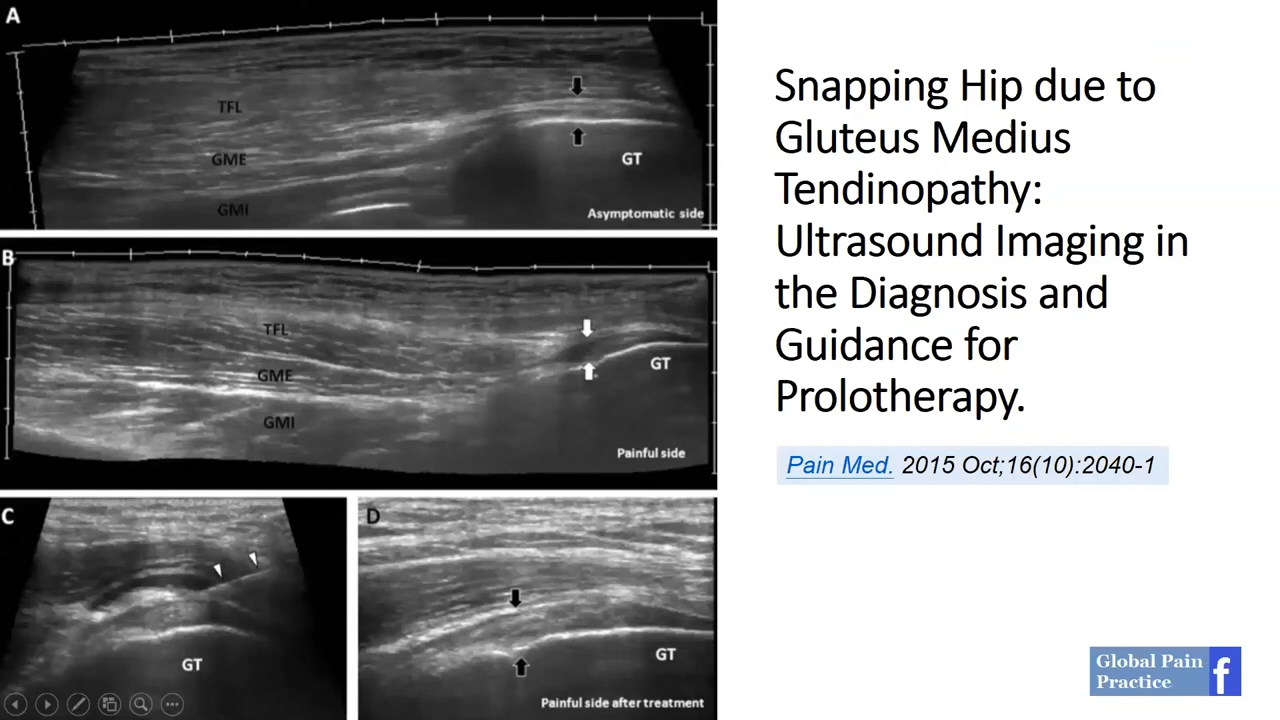 A
TFL
GME
GT
GMI
Asymptomatic side
B
TFL
GME
GT
GMI
Painful side
C
GT
D
GT
Painful side after treatment
Snapping Hip due to
Gluteus Medius
Tendinopathy:
Ultrasound Imaging in
the Diagnosis and
Guidance for
Prolotherapy.
Pain Med. 2015 Oct;16(10):2040-1
Global Pain
Practice
f